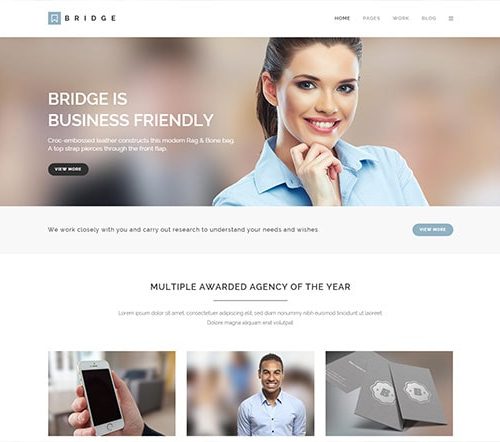 BRIDGE
HOME PAGES WORK BLOG
BRIDGE IS
BUSINESS FRIENDLY
Croc-embossed leather constructs this modern Rag & Bone bag.
A top strap pierces through the front flap.
VIEW MORE
We work closely with you and carry out research to understand your needs and wishes.
VIEW MORE
MULTIPLE AWARDED AGENCY OF THE YEAR
Lorem ipsum dolor sit amet, consectetuer adipiscing elit, sed diam nonummy nibh euismod tincidunt ut laoreet
Dolore magna aliquam erat volutpat